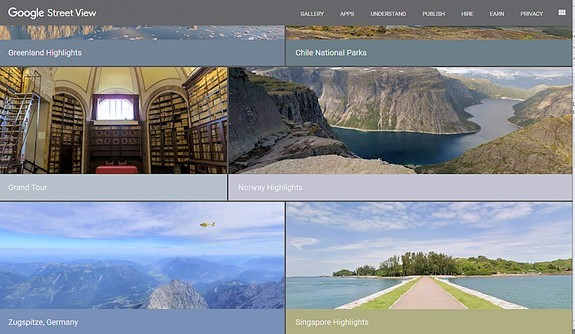 Google Street View
GALLERY APPS UNDERSTAND PUBLISH HIRE EARN PRIVACY
Greenland Highlights
Chile National Parks
Grand Tour
Norway Highlights
Zugspitze, Germany
Singapore Highlights